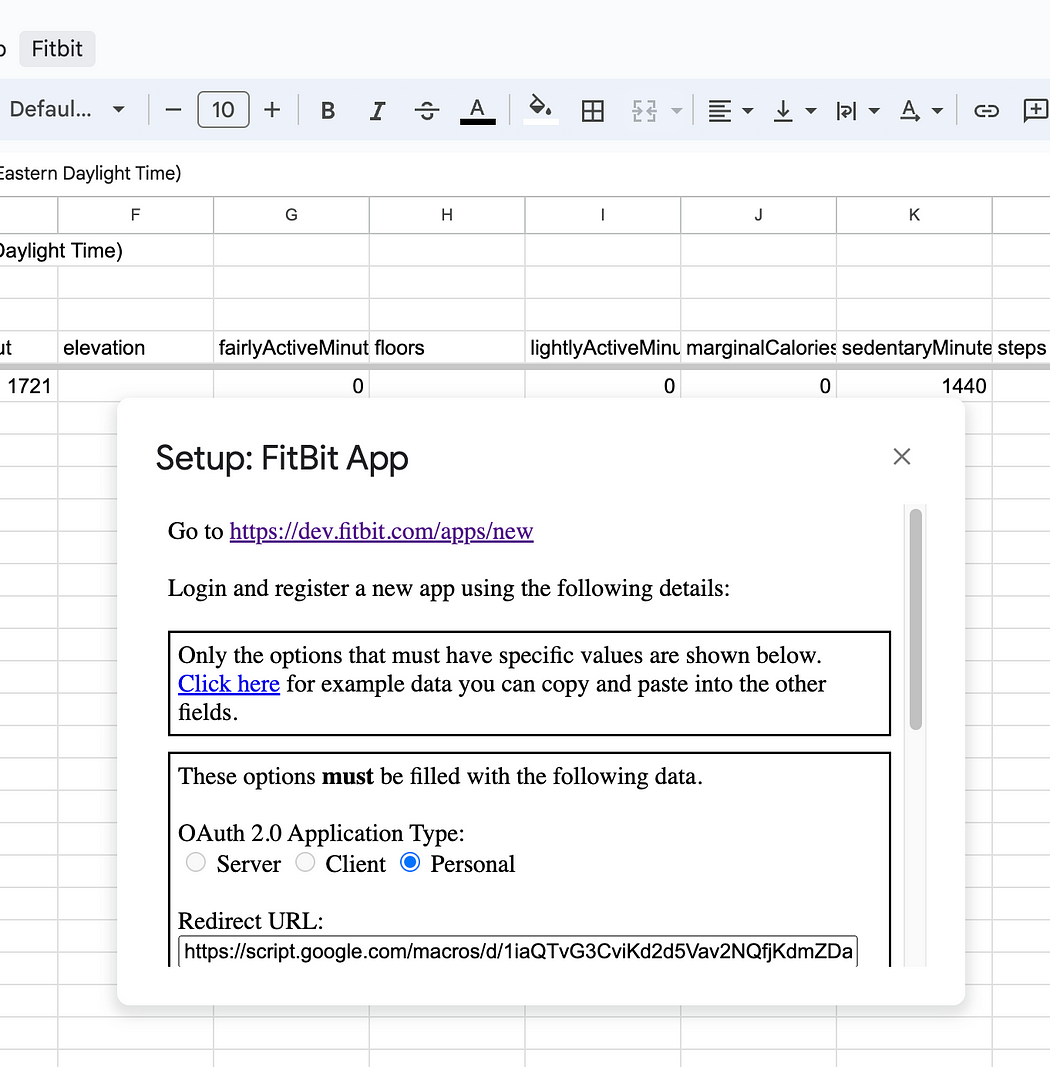 Fitbit
Defaul... 10 B I A A
Eastern Daylight Time)
F G H I J K
Daylight Time)
elevation fairlyActiveMinut floors lightlyActiveMinu marginalCalories sedentaryMinute steps
1721 0 0 0 1440
Setup: FitBit App
Go to https://dev.fitbit.com/apps/new
Login and register a new app using the following details:
Only the options that must have specific values are shown below.
Click here for example data you can copy and paste into the other
fields.
These options must be filled with the following data.
OAuth 2.0 Application Type:
Server Client Personal
Redirect URL:
https://script.google.com/macros/d/1iaQTvG3CviKd2d5Vav2NQfjKdmZDa